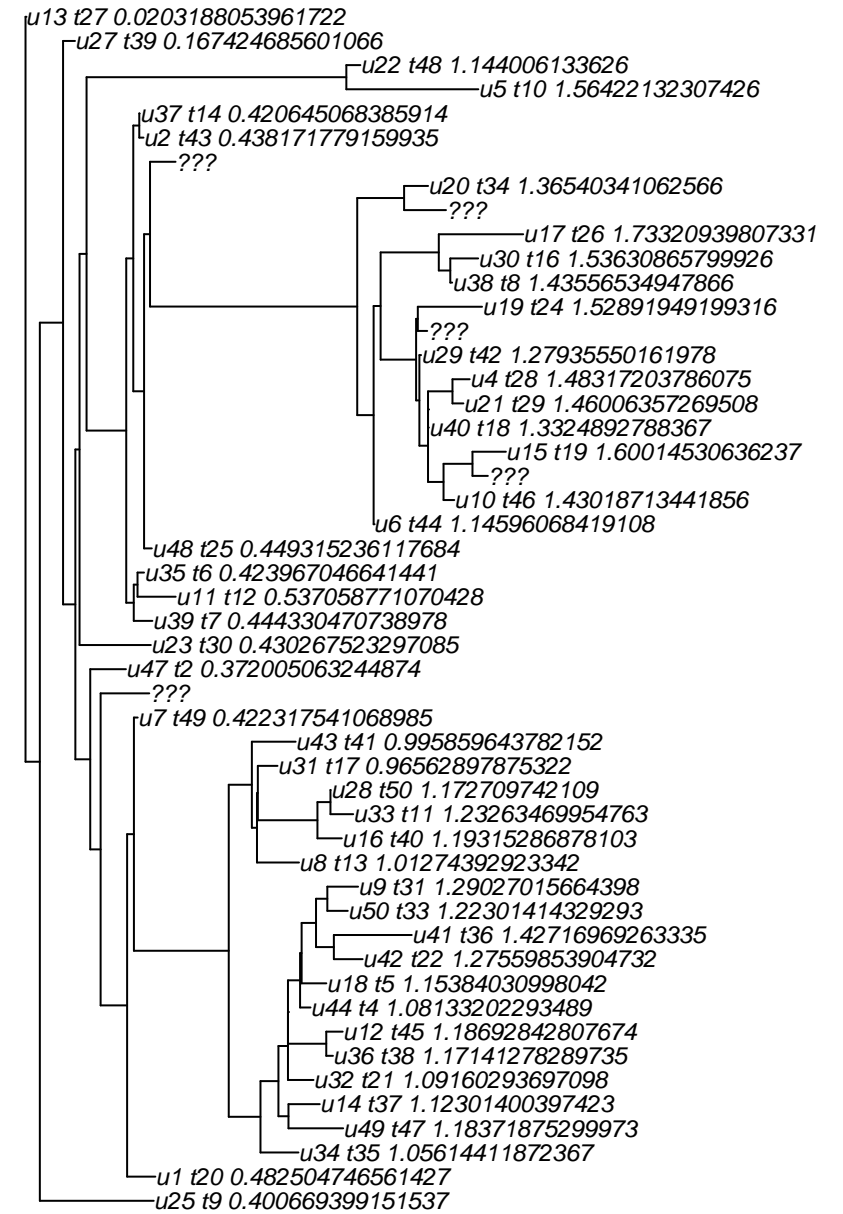 u13 t27 0.0203188053961722
u27 t39 0.167424685601066
u22 t48 1.144006133626
u5 t10 1.56422132307426
u37 t14 0.420645068385914
u2 t43 0.438171779159935
???
u20 t34 1.36540341062566
???
u17 t26 1.73320939807331
u30 t16 1.53630865799926
u38 t8 1.43556534947866
u19 t24 1.52891949199316
???
u29 t42 1.27935550161978
u4 t28 1.48317203786075
u21 t29 1.46006357269508
u40 t18 1.3324892788367
u15 t19 1.60014530636237
???
u10 t46 1.43018713441856
u6 t44 1.14596068419108
u48 t25 0.449315236117684
u35 t6 0.423967046641441
u11 t12 0.537058771070428
u39 t7 0.444330470738978
u23 t30 0.430267523297085
u47 t2 0.372005063244874
???
u7 t49 0.422317541068985
u43 t41 0.995859643782152
u31 t17 0.96562897875322
u28 t50 1.172709742109
u33 t11 1.23263469954763
u16 t40 1.19315286878103
u8 t13 1.01274392923342
u9 t31 1.29027015664398
u50 t33 1.22301414329293
u41 t36 1.42716969263335
u42 t22 1.27559853904732
u18 t5 1.15384030998042
u44 t4 1.08133202293489
u12 t45 1.18692842807674
u36 t38 1.17141278289735
u32 t21 1.09160293697098
u14 t37 1.12301400397423
u49 t47 1.18371875299973
u34 t35 1.05614411872367
u1 t20 0.482504746561427
u25 t9 0.400669399151537